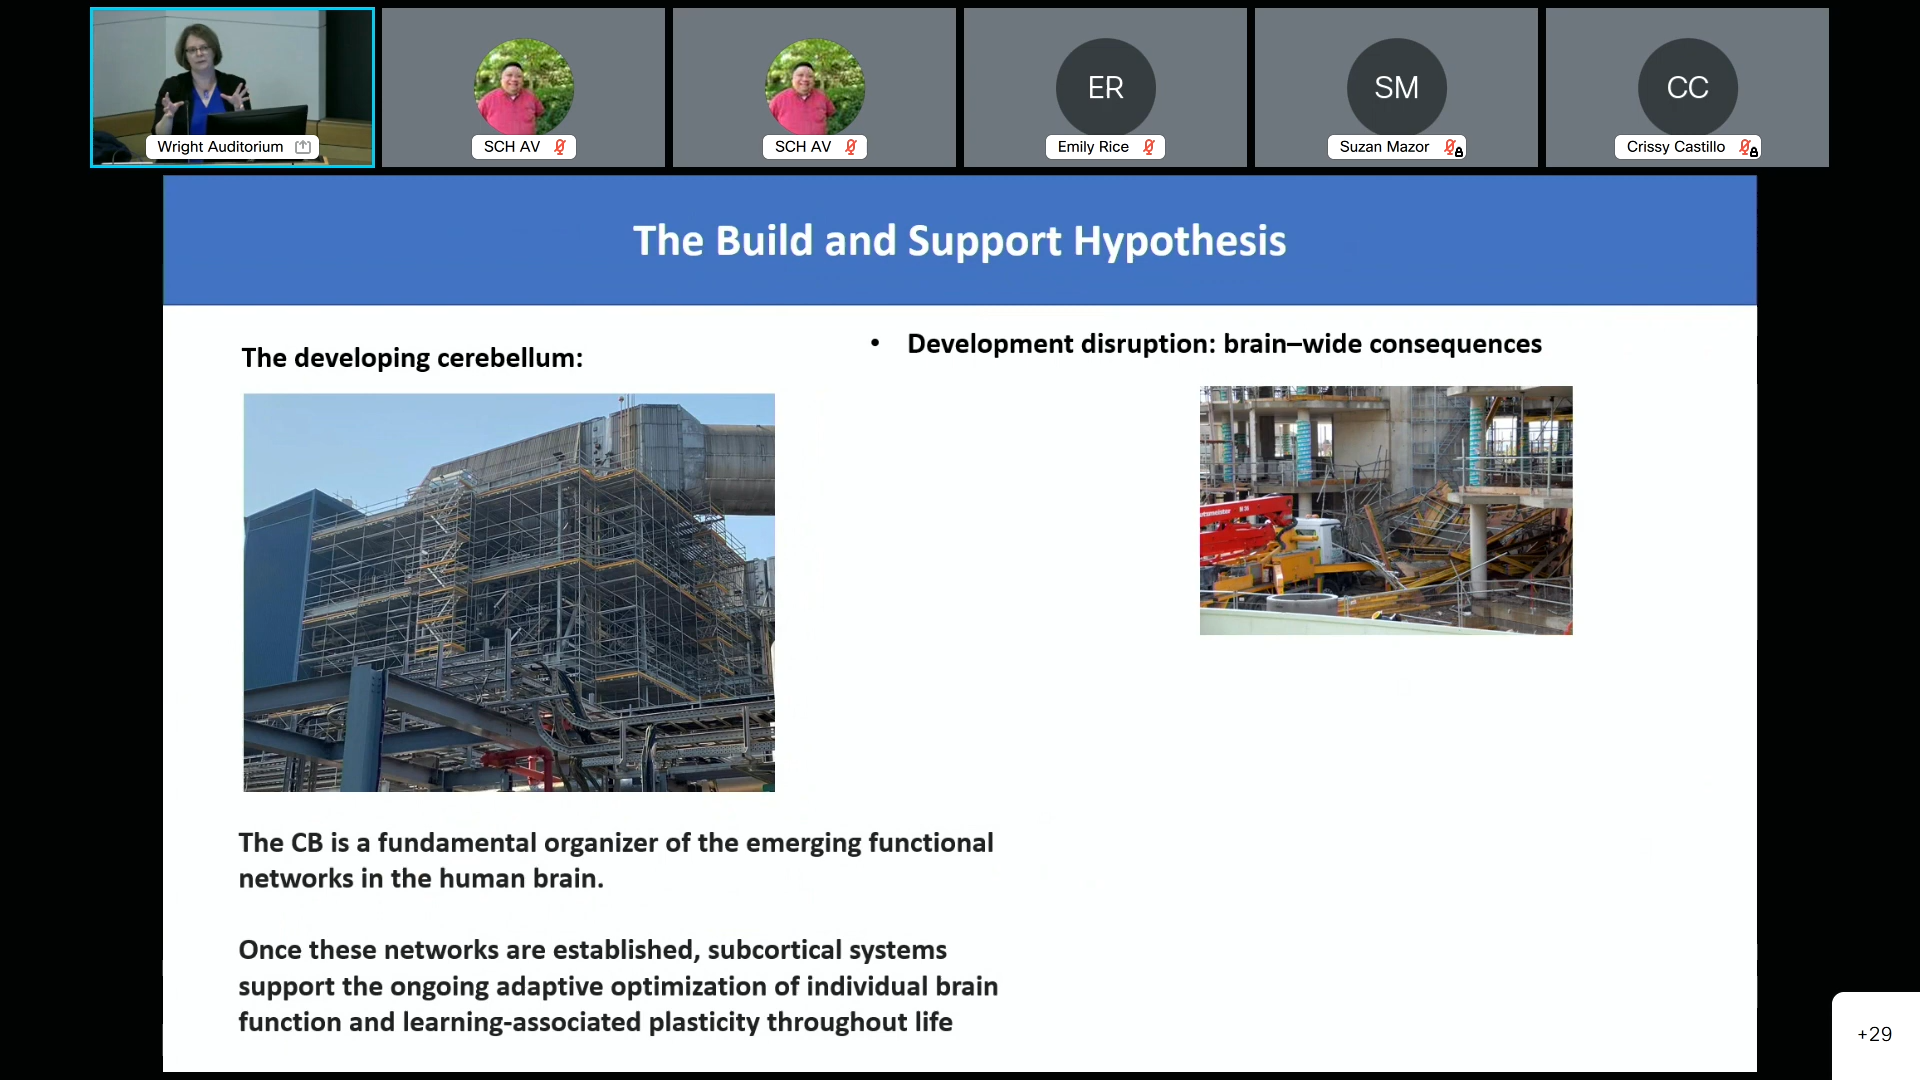 Wright Auditorium
SCH AV
SCH AV
ER
Emily Rice
SM
Suzan Mazor
CC
Crissy Castillo
The Build and Support Hypothesis
The developing cerebellum:
• Development disruption: brain–wide consequences
The CB is a fundamental organizer of the emerging functional
networks in the human brain.
Once these networks are established, subcortical systems
support the ongoing adaptive optimization of individual brain
function and learning-associated plasticity throughout life
+29